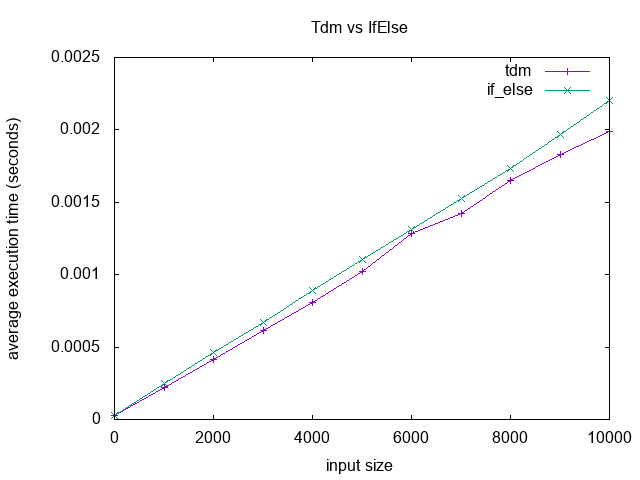 Tdm vs IfElse
0.0025
0.002
0.0015
0.001
0.0005
0
average execution time (seconds)
tdm
if_else
0 2000 4000 6000 8000 10000
input size